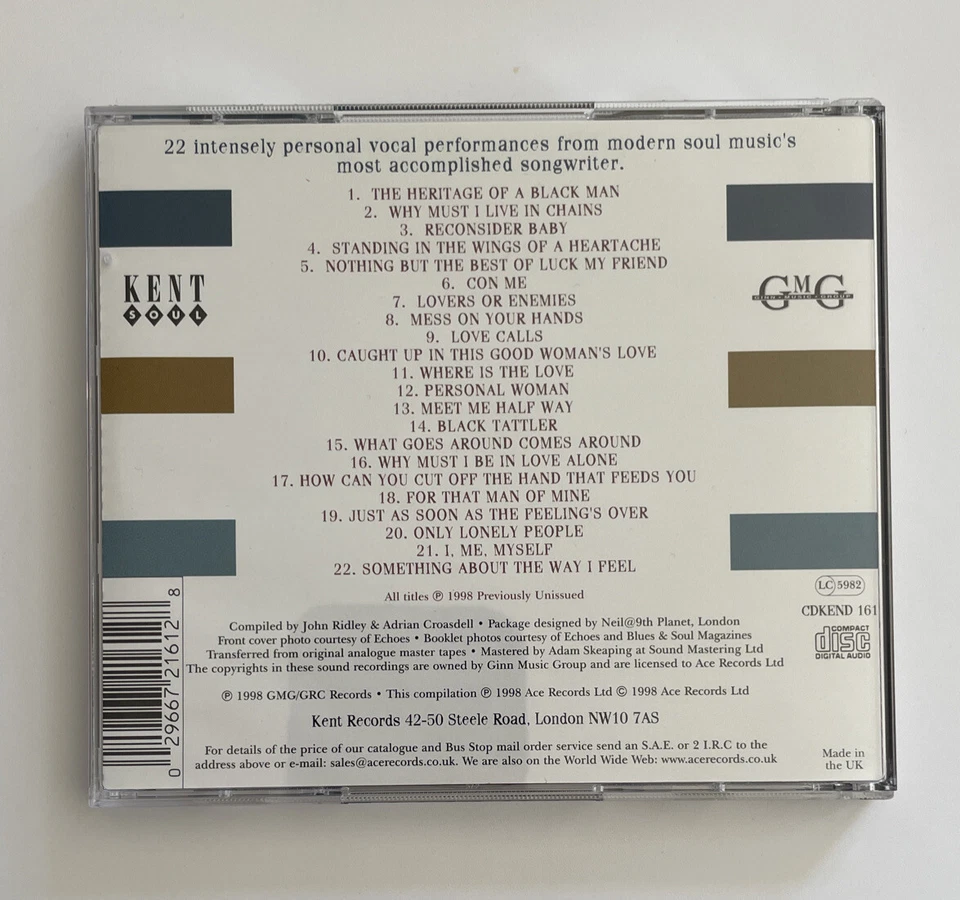 22 intensely personal vocal performances from modern soul music's
most accomplished songwriter.
1. THE HERITAGE OF A BLACK MAN
2. WHY MUST I LIVE IN CHAINS
3. RECONSIDER BABY
4. STANDING IN THE WINGS OF A HEARTACHE
5. NOTHING BUT THE BEST OF LUCK MY FRIEND
6. CON ME
7. LOVERS OR ENEMIES
8. MESS ON YOUR HANDS
9. LOVE CALLS
10. CAUGHT UP IN THIS GOOD WOMAN'S LOVE
11. WHERE IS THE LOVE
12. PERSONAL WOMAN
13. MEET ME HALF WAY
14. BLACK TATTLER
15. WHAT GOES AROUND COMES AROUND
16. WHY MUST I BE IN LOVE ALONE
17. HOW CAN YOU CUT OFF THE HAND THAT FEEDS YOU
18. FOR THAT MAN OF MINE
19. JUST AS SOON AS THE FEELING'S OVER
20. ONLY LONELY PEOPLE
21. I, ME, MYSELF
22. SOMETHING ABOUT THE WAY I FEEL
KENT
SOUL
GMG
GINN • MUSIC • GROUP
All titles ℗ 1998 Previously Unissued
Compiled by John Ridley & Adrian Croasdell • Package designed by Neil@9th Planet, London
Front cover photo courtesy of Echoes • Booklet photos courtesy of Echoes and Blues & Soul Magazines
Transferred from original analogue master tapes • Mastered by Adam Skeaping at Sound Mastering Ltd
The copyrights in these sound recordings are owned by Ginn Music Group and are licensed to Ace Records Ltd
℗ 1998 GMG/GRC Records • This compilation ℗ 1998 Ace Records Ltd © 1998 Ace Records Ltd
Kent Records 42-50 Steele Road, London NW10 7AS
For details of the price of our catalogue and Bus Stop mail order service send an S.A.E. or 2 I.R.C to the
address above or e-mail: sales@acerecords.co.uk. We are also on the World Wide Web: www.acerecords.co.uk
0 29667 21612 8
LC 5982
CDKEND 161
COMPACT
disc
DIGITAL AUDIO
Made in
the UK